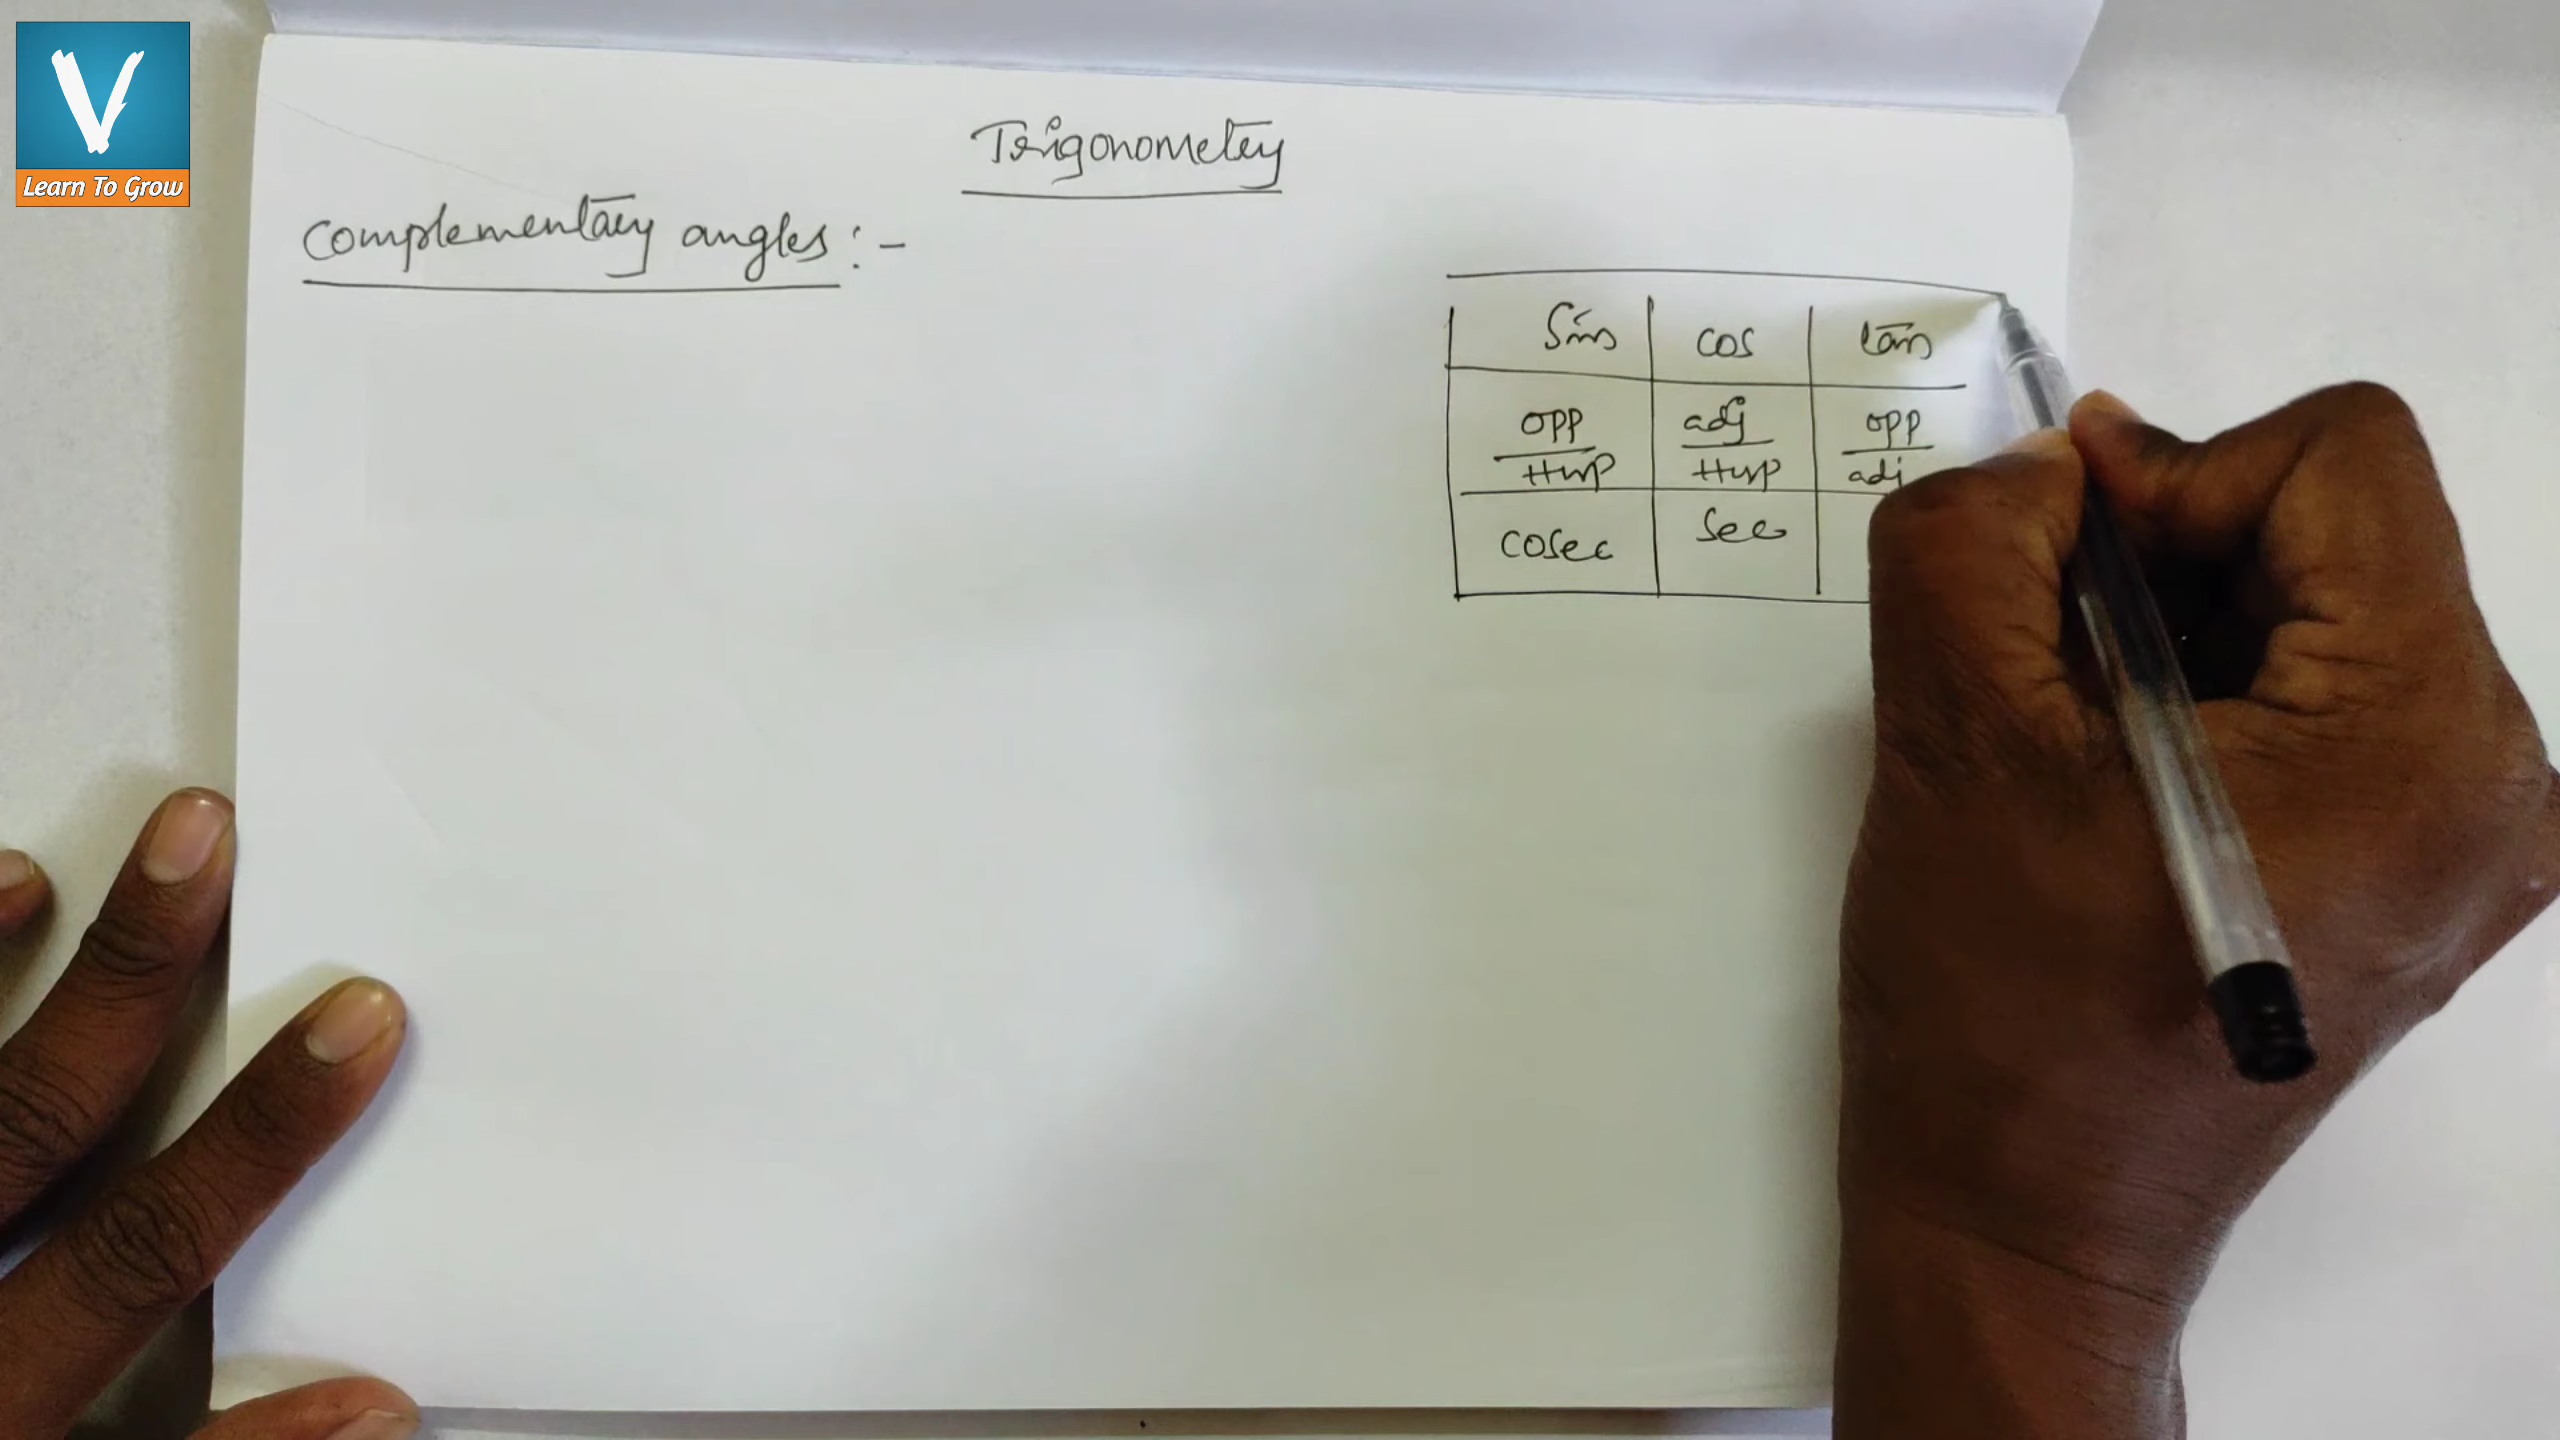 V
Learn To Grow
Trigonometry
Complementary angles :-
Sin cos tan
opp adj opp
Hyp Hyp adj
cosec Sec